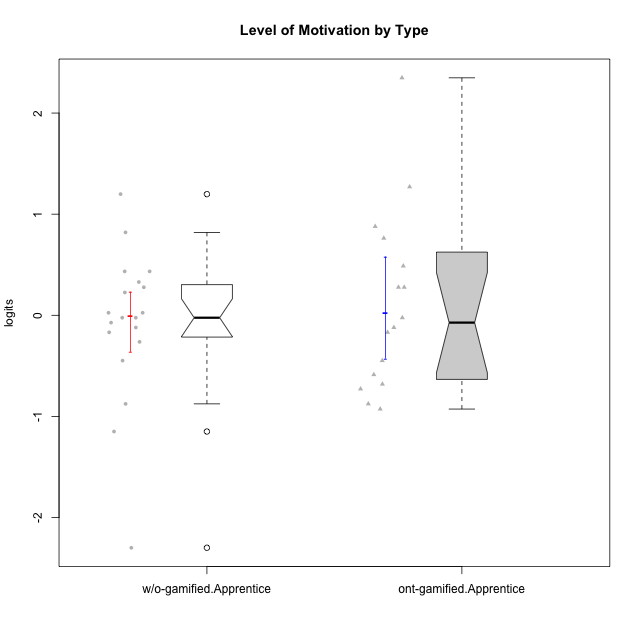 Level of Motivation by Type
logits
2
1
0
-1
-2
w/o-gamified.Apprentice
ont-gamified.Apprentice